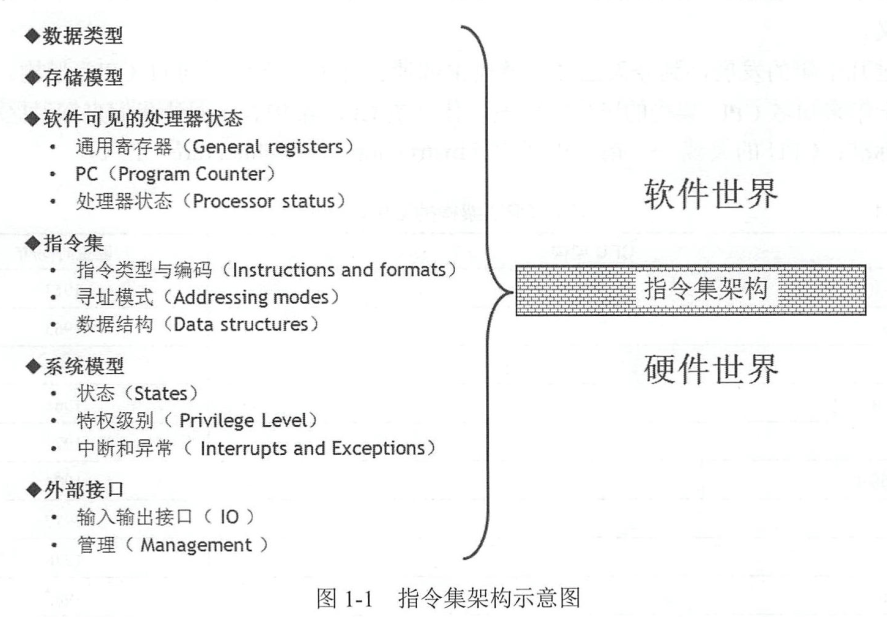 ◆数据类型
◆存储模型
◆软件可见的处理器状态
• 通用寄存器（General registers）
• PC（Program Counter）
• 处理器状态（Processor status）
◆指令集
• 指令类型与编码（Instructions and formats）
• 寻址模式（Addressing modes）
• 数据结构（Data structures）
◆系统模型
• 状态（States）
• 特权级别（ Privilege Level）
• 中断和异常（ Interrupts and Exceptions）
◆外部接口
• 输入输出接口（ IO ）
• 管理（ Management ）
软件世界
指令集架构
硬件世界
图 1-1 指令集架构示意图